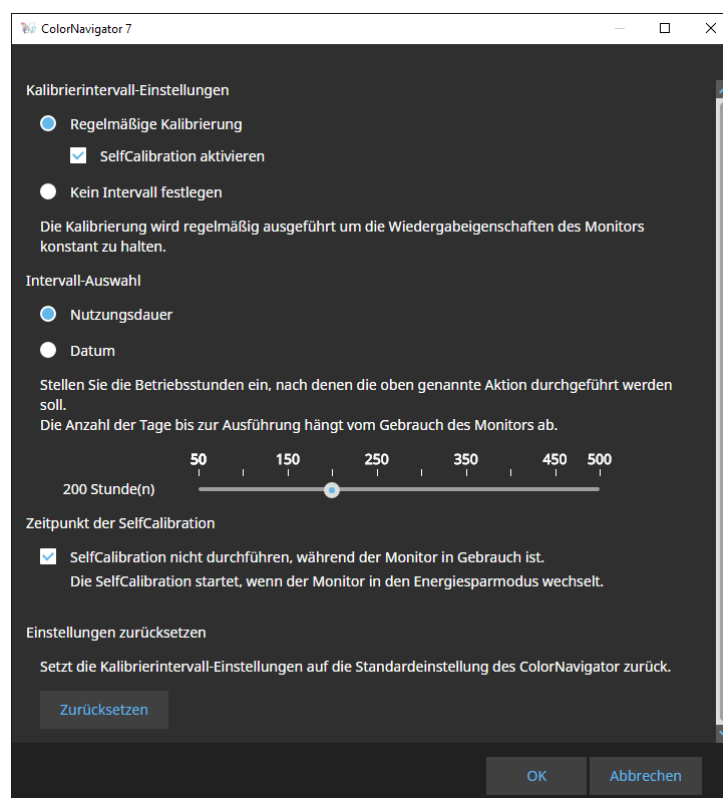 ColorNavigator 7
Kalibrierintervall-Einstellungen
Regelmäßige Kalibrierung
SelfCalibration aktivieren
Kein Intervall festlegen
Die Kalibrierung wird regelmäßig ausgeführt um die Wiedergabeigenschaften des Monitors
konstant zu halten.
Intervall-Auswahl
Nutzungsdauer
Datum
Stellen Sie die Betriebsstunden ein, nach denen die oben genannte Aktion durchgeführt werden
soll.
Die Anzahl der Tage bis zur Ausführung hängt vom Gebrauch des Monitors ab.
50 150 250 350 450 500
200 Stunde(n)
Zeitpunkt der SelfCalibration
SelfCalibration nicht durchführen, während der Monitor in Gebrauch ist.
Die SelfCalibration startet, wenn der Monitor in den Energiesparmodus wechselt.
Einstellungen zurücksetzen
Setzt die Kalibrierintervall-Einstellungen auf die Standardeinstellung des ColorNavigator zurück.
Zurücksetzen
OK Abbrechen